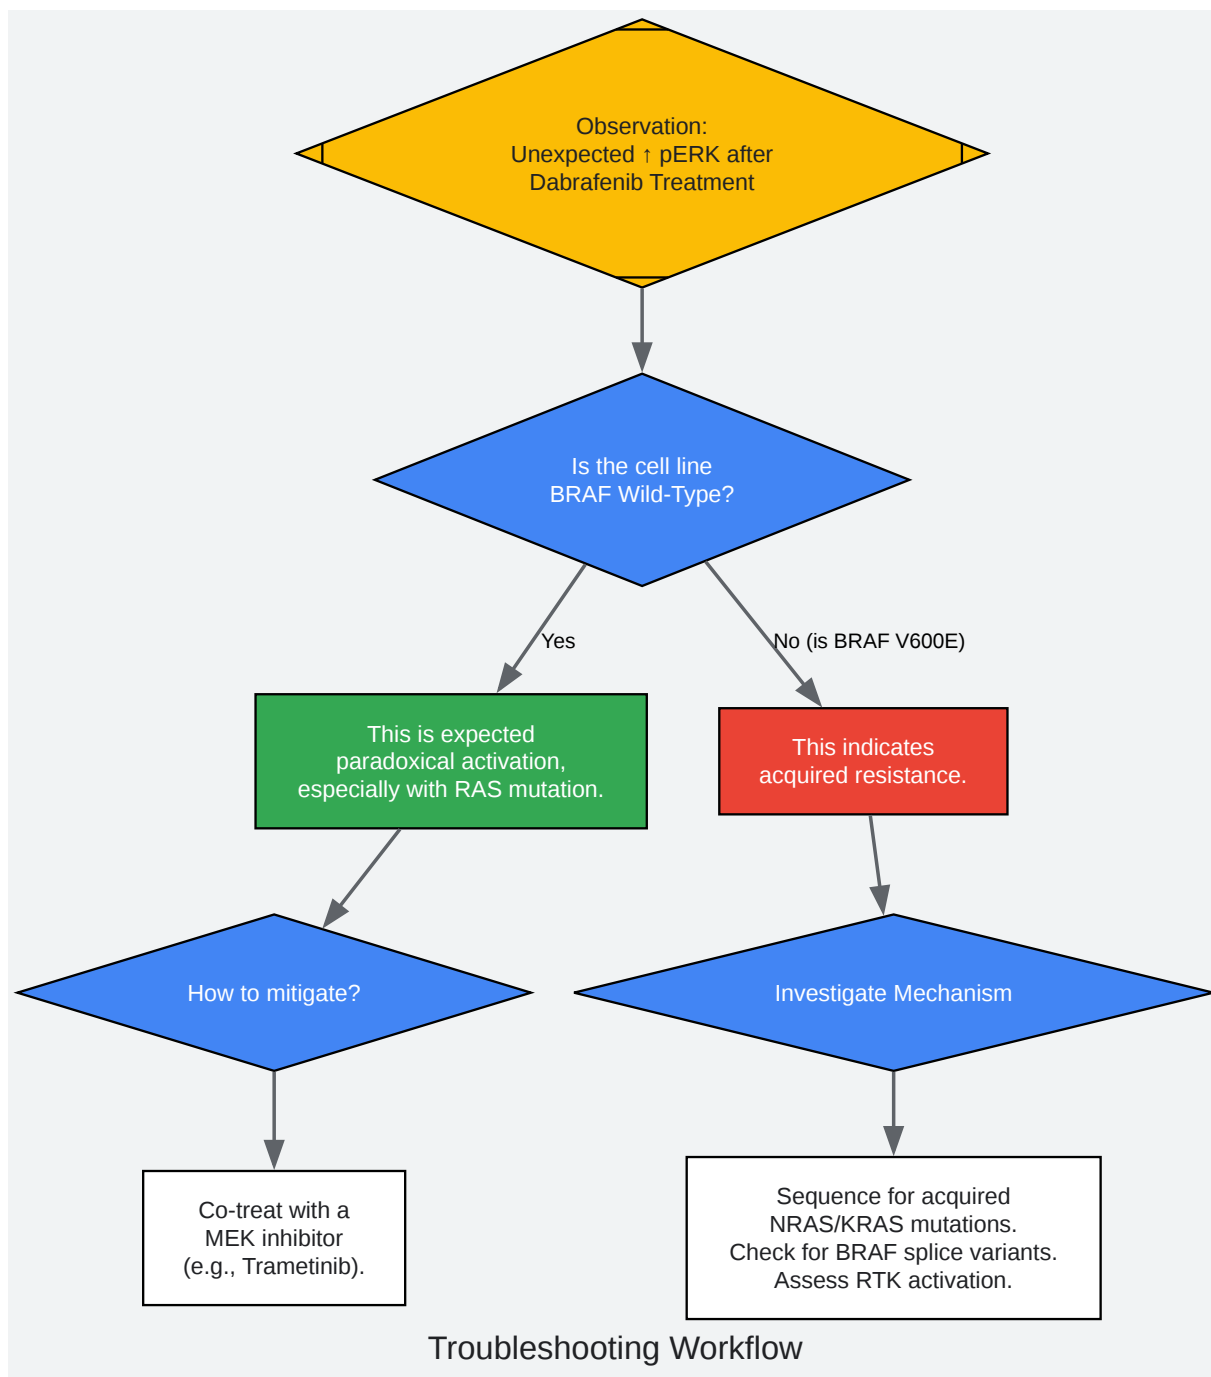 Observation:
Unexpected ↑ pERK after
Dabrafenib Treatment
Is the cell line
BRAF Wild-Type?
Yes
No (is BRAF V600E)
This is expected
paradoxical activation,
especially with RAS mutation.
This indicates
acquired resistance.
How to mitigate?
Investigate Mechanism
Co-treat with a
MEK inhibitor
(e.g., Trametinib).
Sequence for acquired
NRAS/KRAS mutations.
Check for BRAF splice variants.
Assess RTK activation.
Troubleshooting Workflow